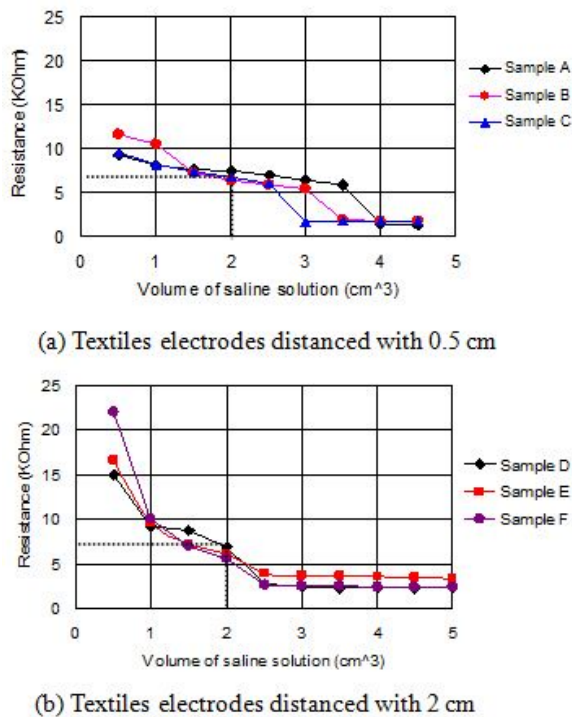 25
20
15
10
5
0
Resistance (KOhm)
0 1 2 3 4 5
Volume of saline solution (cm^3)
Sample A
Sample B
Sample C
(a) Textiles electrodes distanced with 0.5 cm
25
20
15
10
5
0
Resistance (KOhm)
0 1 2 3 4 5
Volume of saline solution (cm^3)
Sample D
Sample E
Sample F
(b) Textiles electrodes distanced with 2 cm